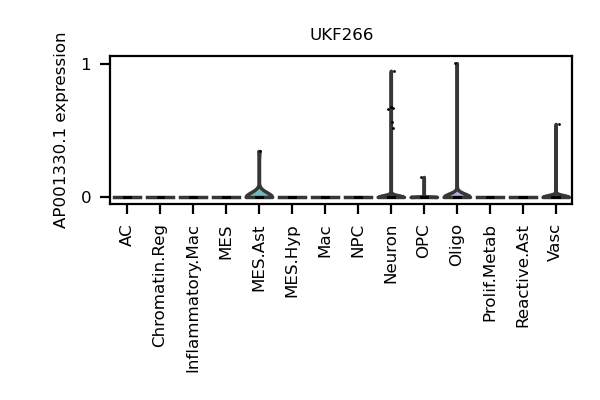 UKF266
AP001330.1 expression
1
0
AC
Chromatin.Reg
Inflammatory.Mac
MES
MES.Ast
MES.Hyp
Mac
NPC
Neuron
OPC
Oligo
Prolif.Metab
Reactive.Ast
Vasc